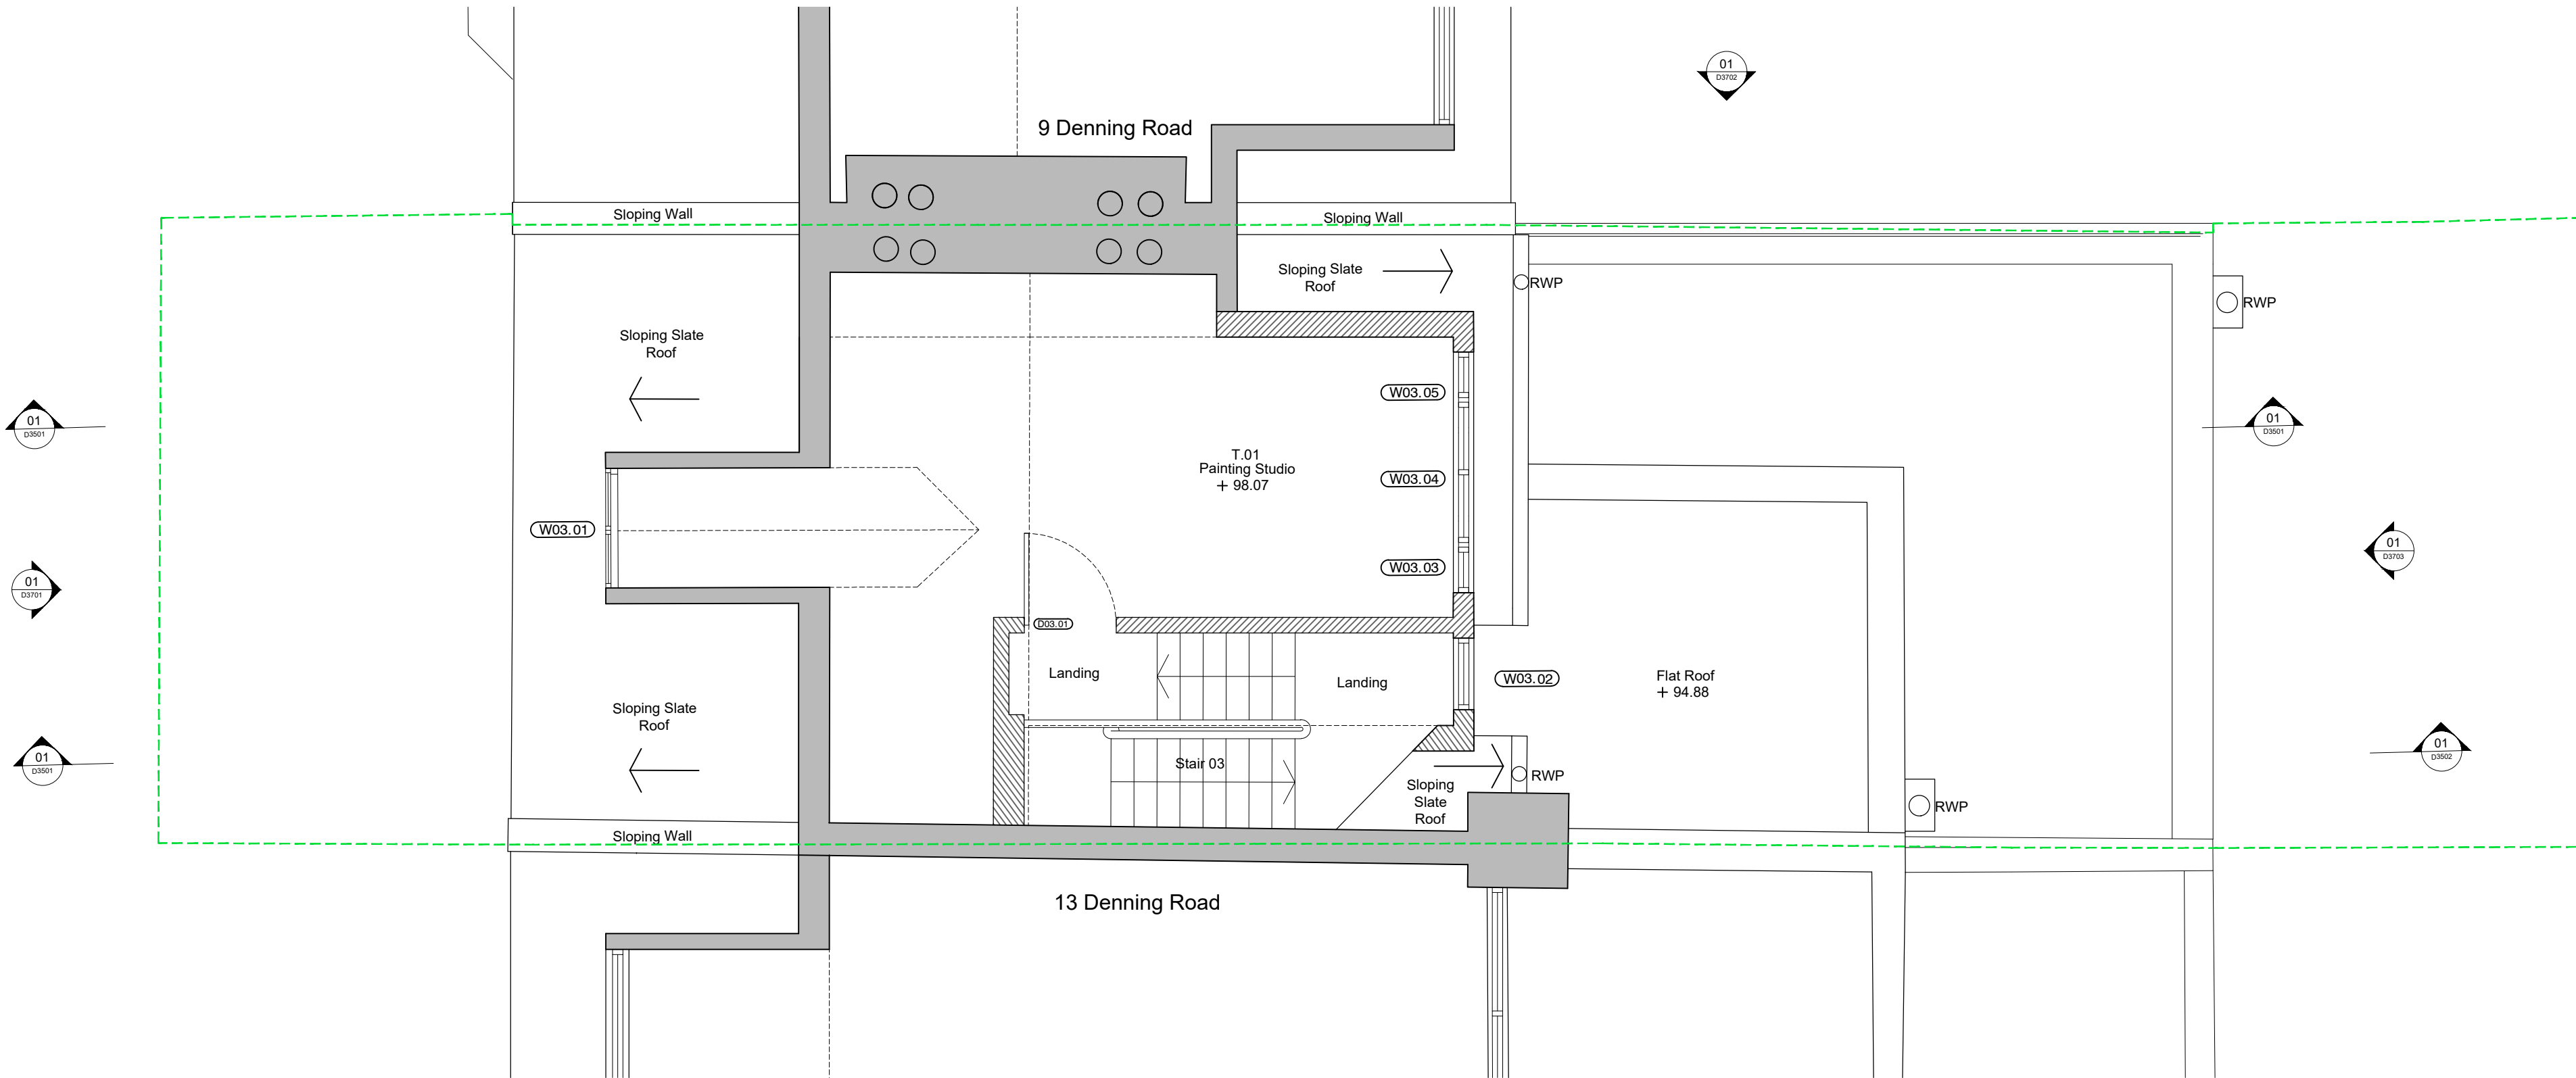 01
D3702
9 Denning Road
Sloping Wall
Sloping Wall
Sloping Slate
Roof
RWP
RWP
Sloping Slate
Roof
W03.05
01
D3501
01
D3501
T.01
Painting Studio
+ 98.07
W03.04
W03.01
01
D3703
W03.03
01
D3701
D03.01
Landing
Landing
W03.02
Flat Roof
+ 94.88
Sloping Slate
Roof
01
D3501
Stair 03
01
D3502
RWP
Sloping
Slate
Roof
RWP
Sloping Wall
13 Denning Road